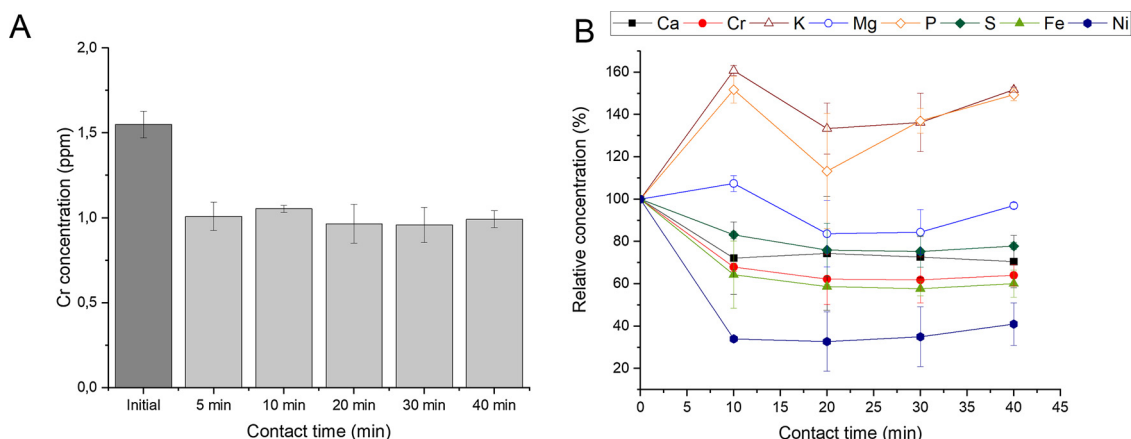 A
Cr concentration (ppm)
2,0
1,5
1,0
0,5
0,0
Initial 5 min 10 min 20 min 30 min 40 min
Contact time (min)
B
Ca Cr K Mg P S Fe Ni
Relative concentration (%)
160
140
120
100
80
60
40
20
0 5 10 15 20 25 30 35 40 45
Contact time (min)